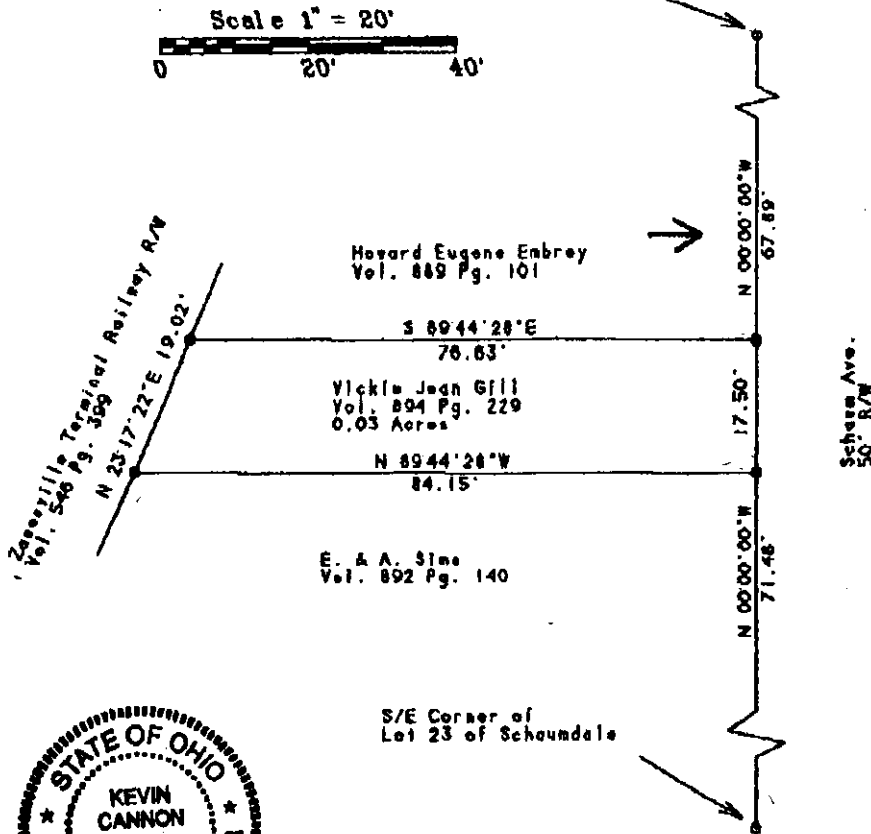 Scale 1" = 20'
0 20' 40'
N 00°00'00"W
67.89'
Howard Eugene Embrey
Vol. 889 Pg. 101
Zanesville Terminal Railway R/W
Vol. 546 Pg. 399
N 23°17'22"E 19.02'
S 89°44'28"E
76.63'
Vickie Jean Gill
Vol. 894 Pg. 229
0.03 Acres
17.50'
Schaum Ave.
50' R/W
N 89°44'28"W
84.15'
E. & A. Sims
Vol. 892 Pg. 140
N 00°00'00"W
71.48'
S/E Corner of
Lot 23 of Schaumdale
STATE OF OHIO
KEVIN
CANNON